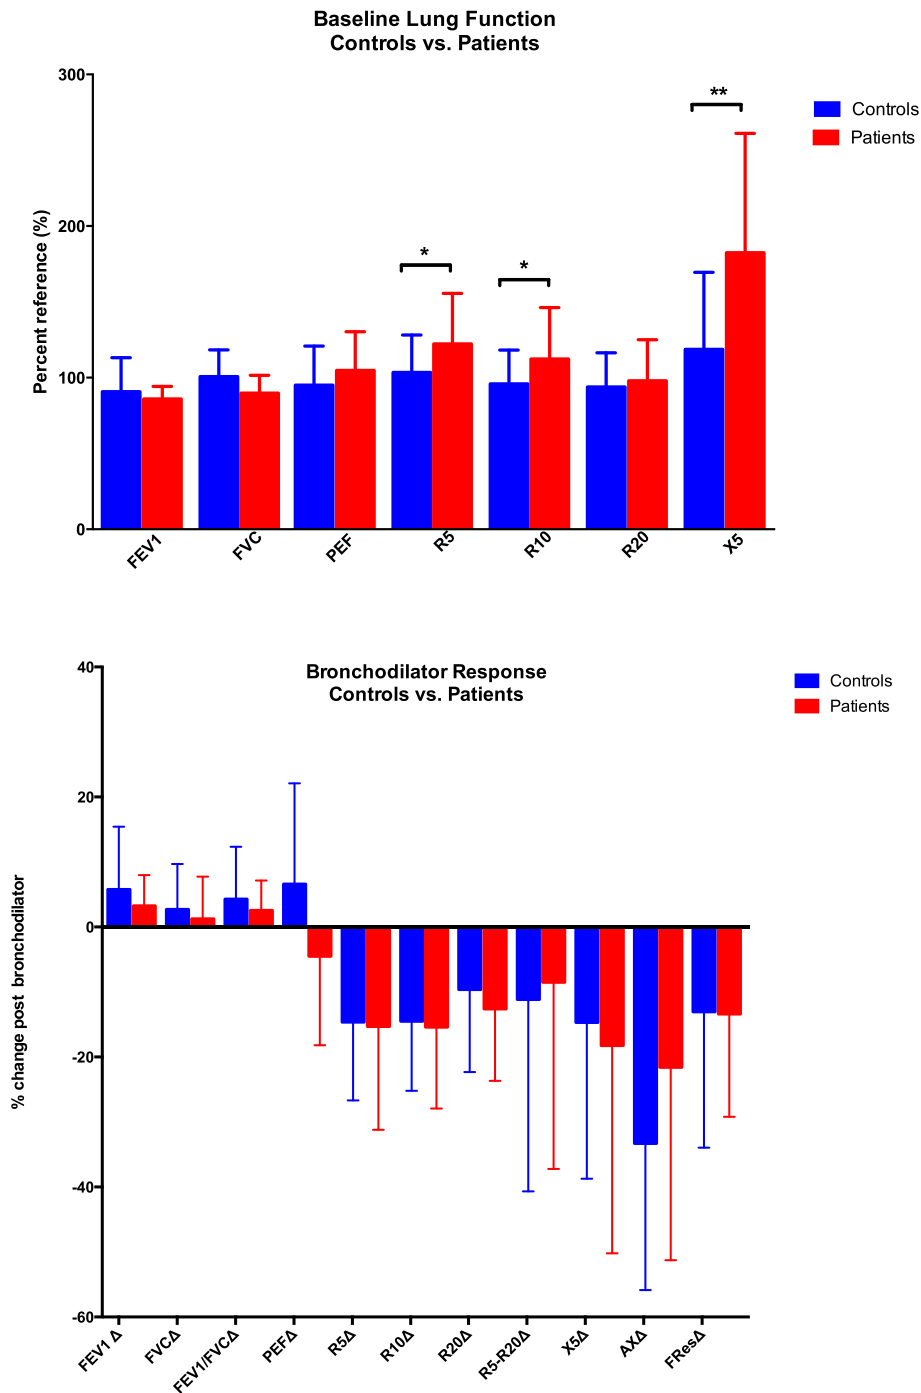 Baseline Lung Function
Controls vs. Patients
Percent reference (%)
300
200
100
0
**
*
*
Controls
Patients
FEV1
FVC
PEF
R5
R10
R20
X5
Bronchodilator Response
Controls vs. Patients
Controls
Patients
% change post bronchodilator
40
20
0
-20
-40
-60
FEV1 Δ
FVCΔ
FEV1/FVCΔ
PEFΔ
R5Δ
R10Δ
R20Δ
R5-R20Δ
X5Δ
AXΔ
FResΔ